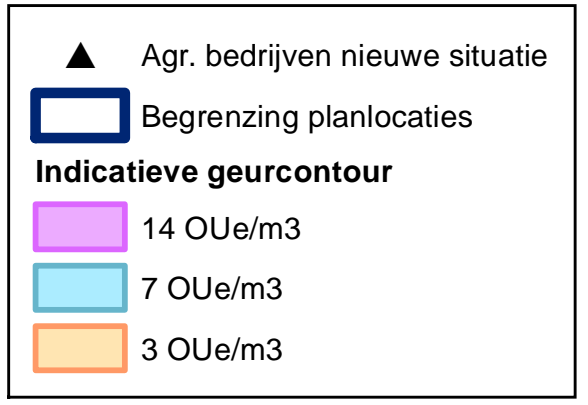 Agr. bedrijven nieuwe situatie
Begrenzing planlocaties
Indicatieve geurcontour
14 OUe/m3
7 OUe/m3
3 OUe/m3